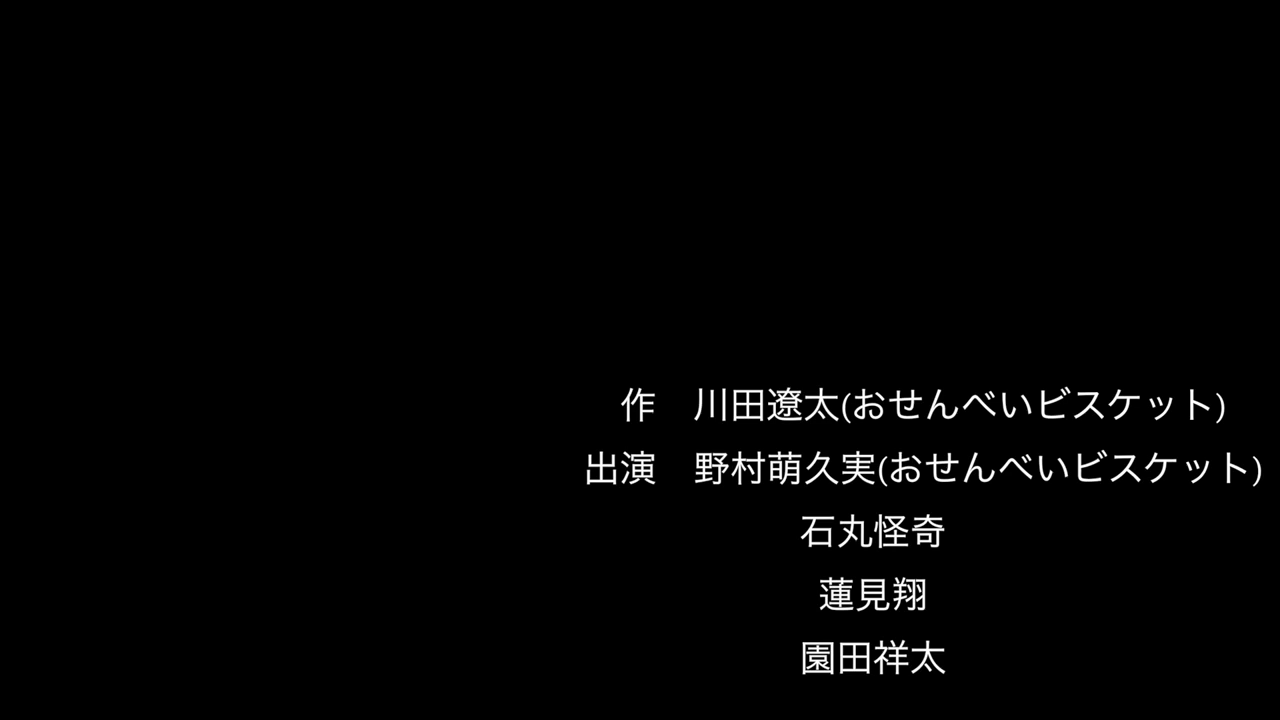 作　川田遼太(おせんべいビスケット)
出演　野村萌久実(おせんべいビスケット)
石丸怪奇
蓮見翔
園田祥太